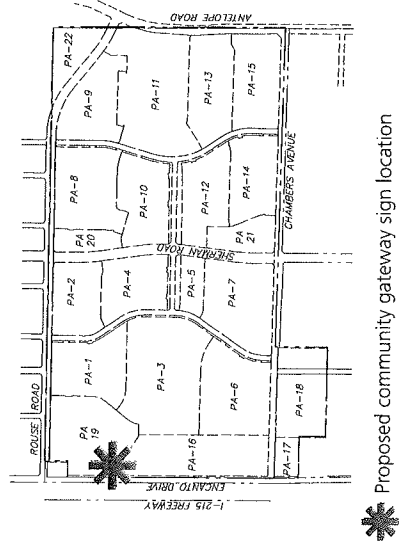 ROUSE ROAD
ANTELOPE ROAD
PA-22
PA-9
PA-11
PA-13
PA-15
PA-8
PA
20
PA-10
PA-12
PA-14
PA
21
CHAMBERS AVENUE
SHERMAN ROAD
PA-2
PA-4
PA-5
PA-7
PA-1
PA
19
PA-3
PA-6
PA-16
PA-17
PA-18
ENCANTO DRIVE
I-215 FREEWAY
Proposed community gateway sign location